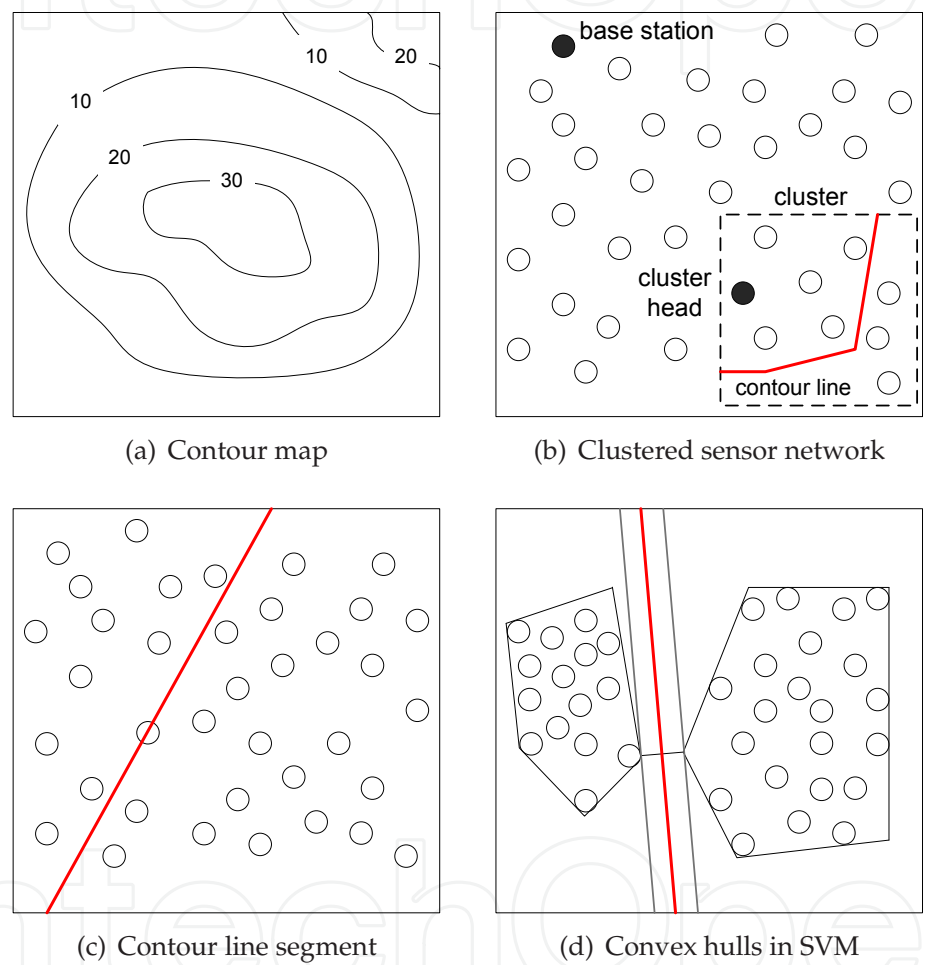 10
20
10
20
30
(a) Contour map
base station
cluster
cluster
head
contour line
(b) Clustered sensor network
(c) Contour line segment
(d) Convex hulls in SVM